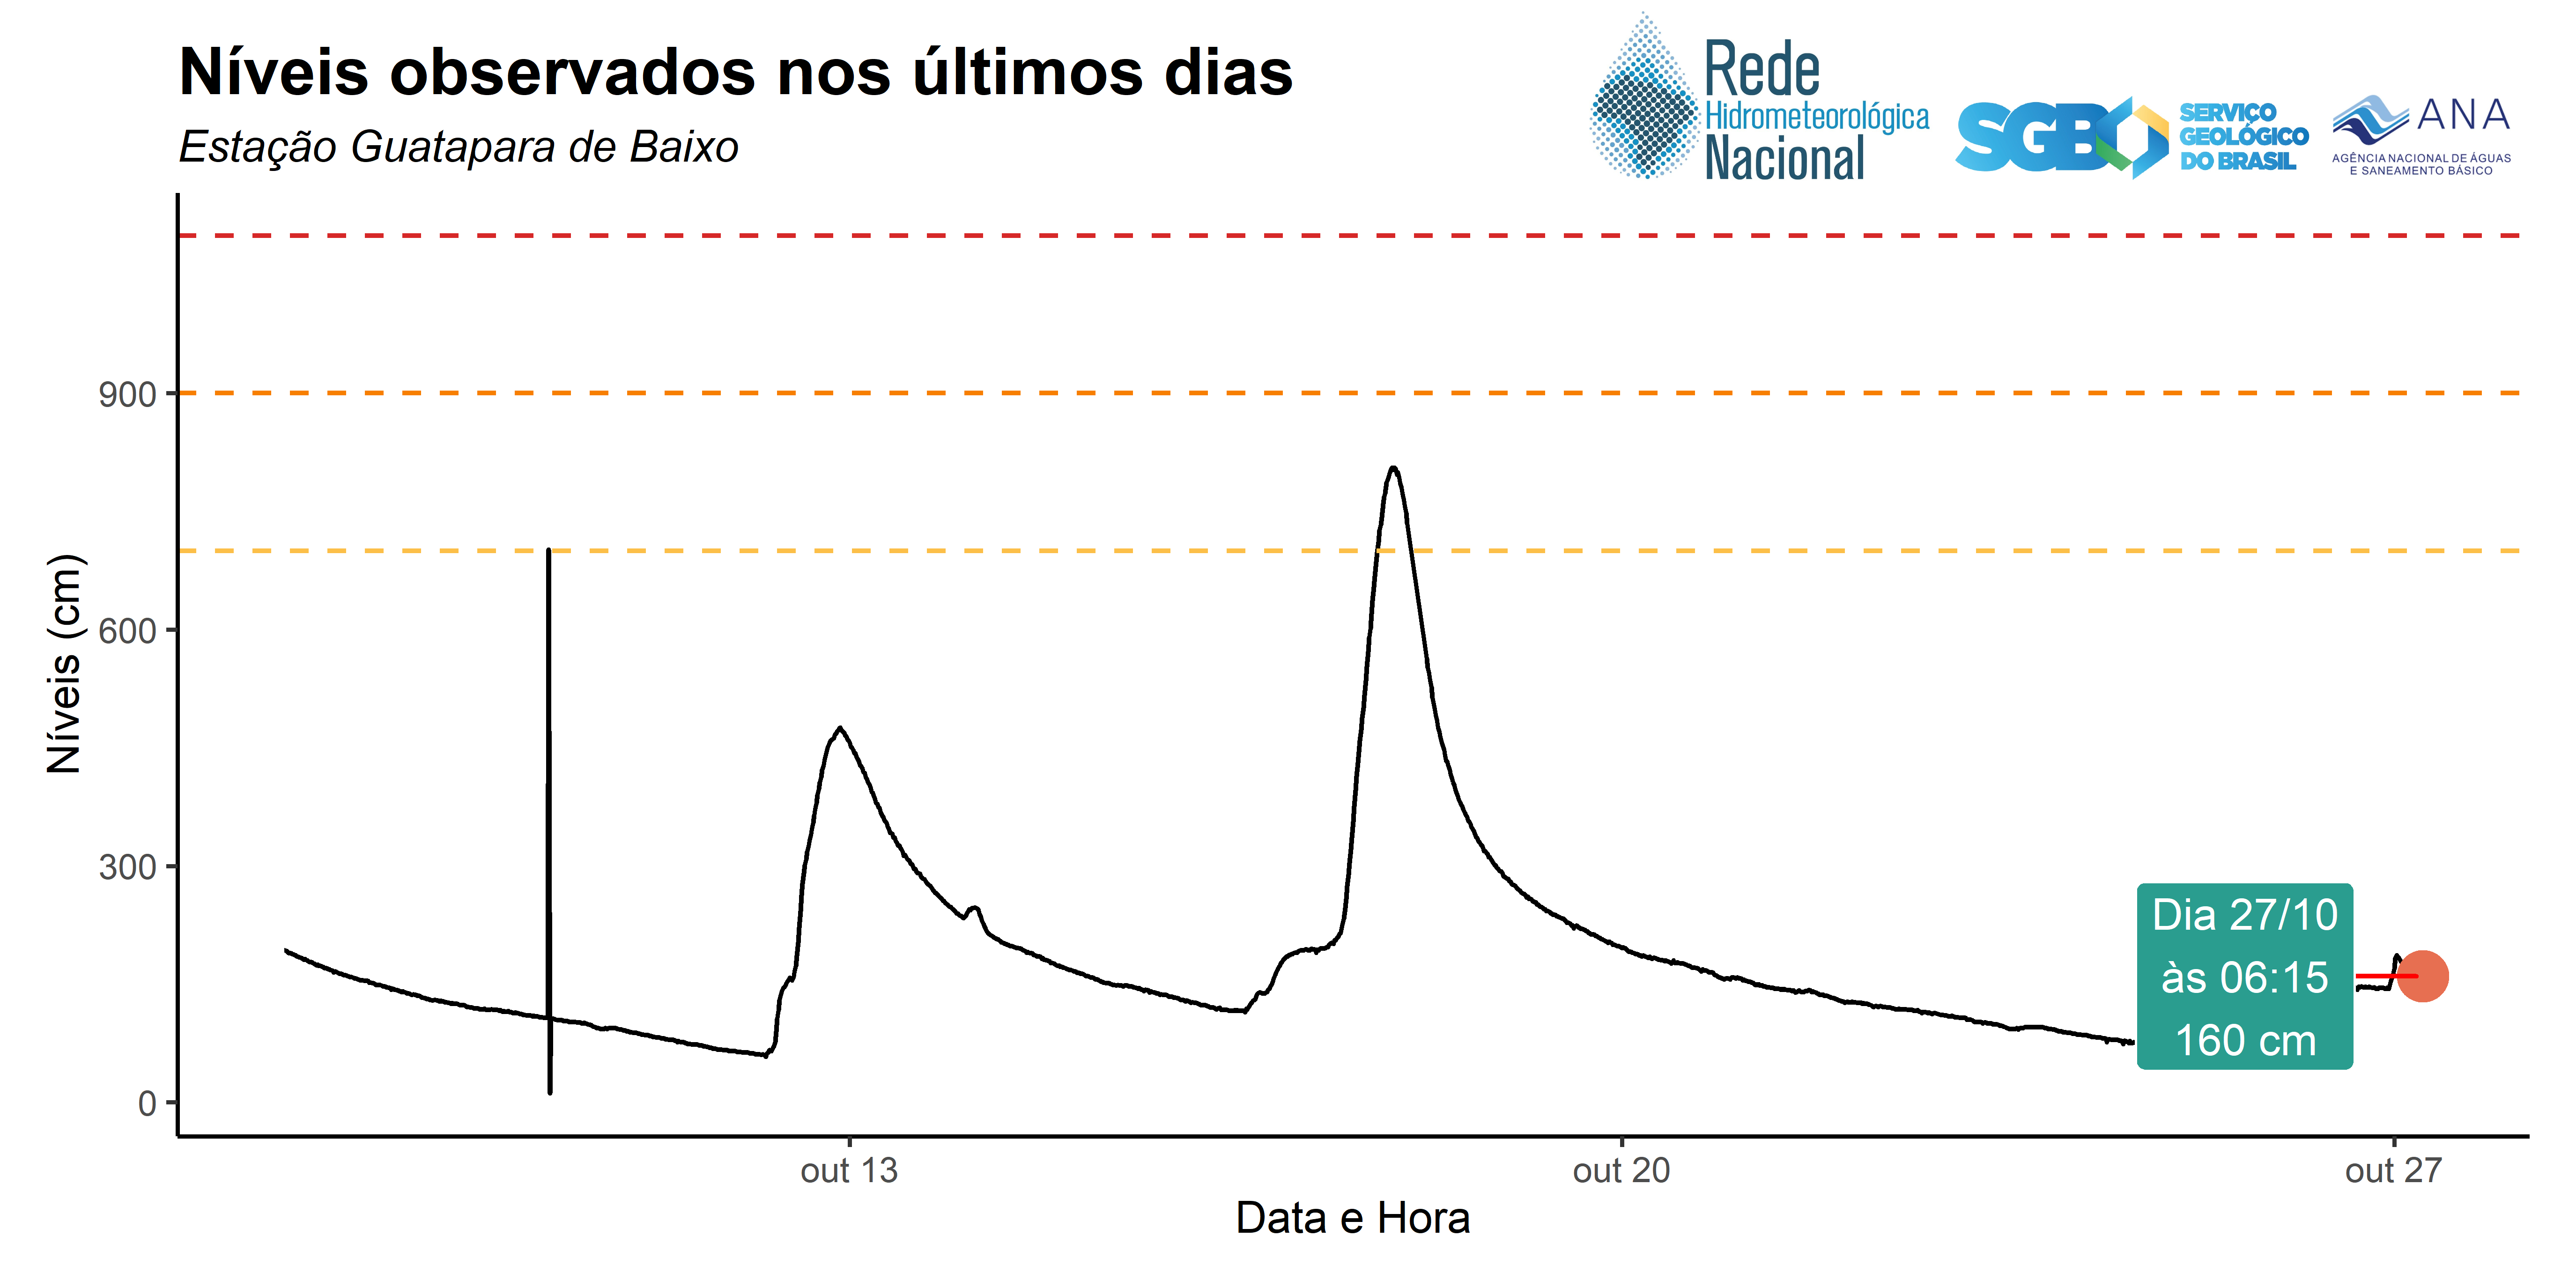 Níveis observados nos últimos dias
Estação Guatapara de Baixo
Rede
Hidrometeorológica
Nacional
SGB
SERVIÇO
GEOLÓGICO
DO BRASIL
ANA
AGÊNCIA NACIONAL DE ÁGUAS
E SANEAMENTO BÁSICO
Níveis (cm)
900
600
300
0
Dia 27/10
às 06:15
160 cm
out 13
out 20
out 27
Data e Hora